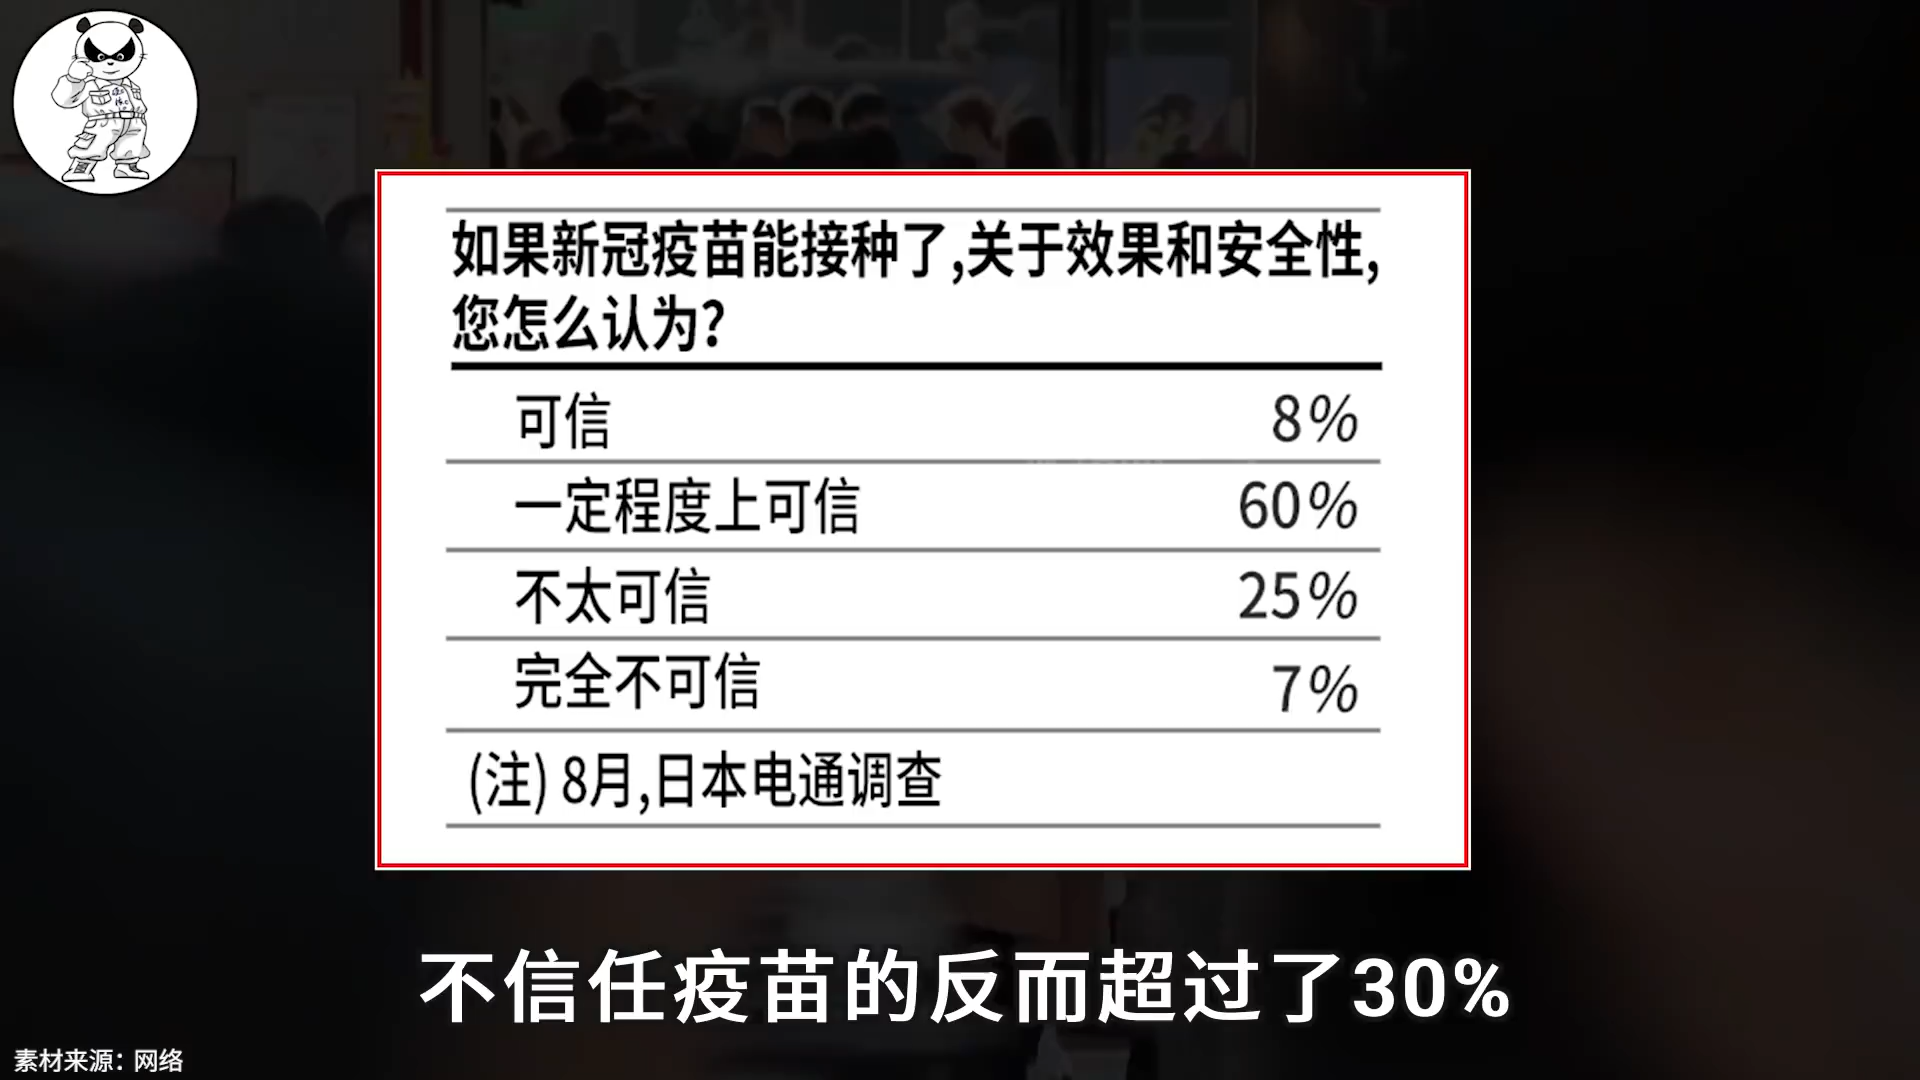 如果新冠疫苗能接种了,关于效果和安全性,
您怎么认为?
可信 8%
一定程度上可信 60%
不太可信 25%
完全不可信 7%
(注) 8月,日本电通调查
不信任疫苗的反而超过了30%
素材来源：网络